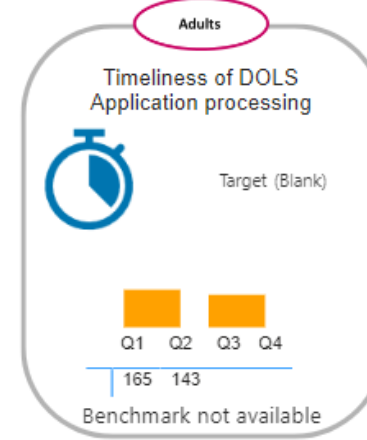 Adults
Timeliness of DOLS
Application processing
Target (Blank)
Q1 Q2 Q3 Q4
165 143
Benchmark not available